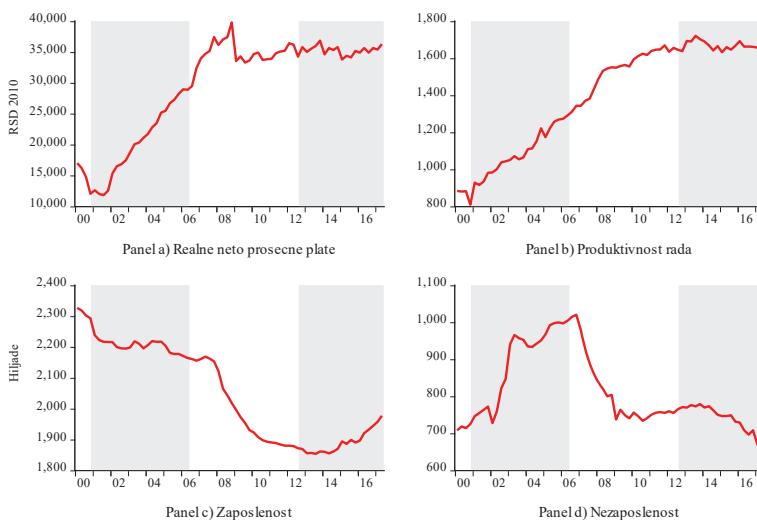 40,000
35,000
30,000
25,000
20,000
15,000
10,000
RSD 2010
00 02 04 06 08 10 12 14 16
Panel a) Realne neto prosecne plate
1,800
1,600
1,400
1,200
1,000
800
00 02 04 06 08 10 12 14 16
Panel b) Produktivnost rada
2,400
2,300
2,200
2,100
2,000
1,900
1,800
Hiljade
00 02 04 06 08 10 12 14 16
Panel c) Zaposlenost
1,100
1,000
900
800
700
600
00 02 04 06 08 10 12 14 16
Panel d) Nezaposlenost